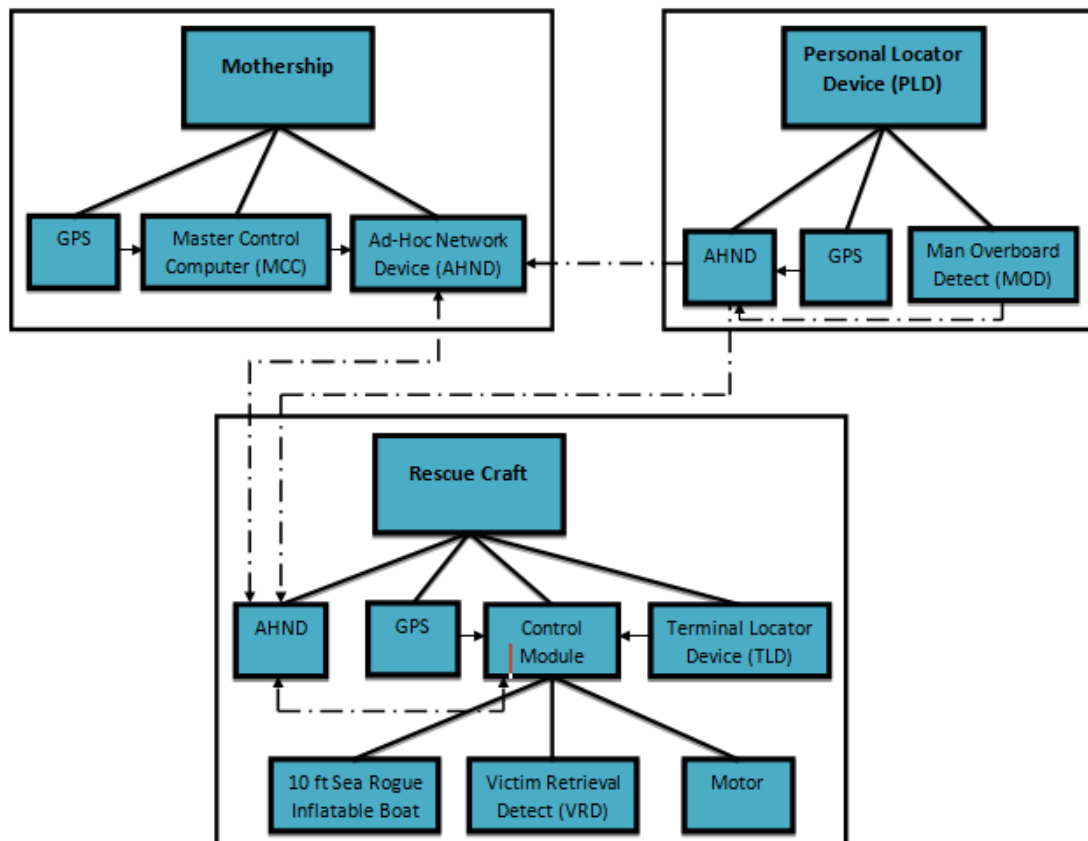 Mothership
GPS
Master Control
Computer (MCC)
Ad-Hoc Network
Device (AHND)
Personal Locator
Device (PLD)
AHND
GPS
Man Overboard
Detect (MOD)
Rescue Craft
AHND
GPS
Control
Module
Terminal Locator
Device (TLD)
10 ft Sea Rogue
Inflatable Boat
Victim Retrieval
Detect (VRD)
Motor